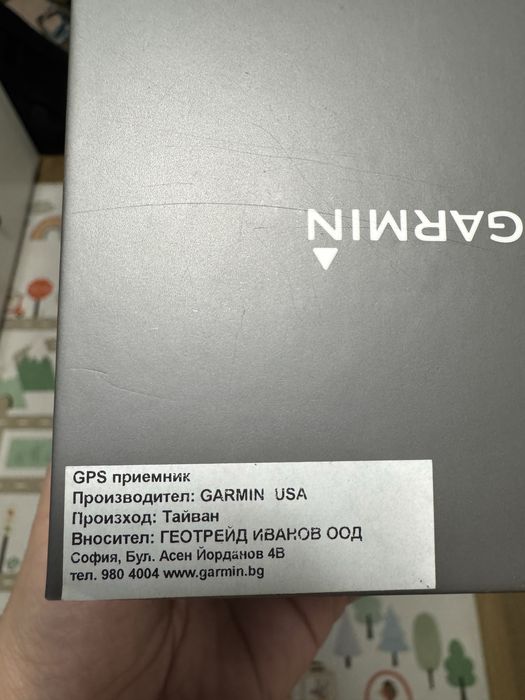 GARMIN
GPS приемник
Производител: GARMIN USA
Произход: Тайван
Вносител: ГЕОТРЕЙД ИВАНОВ ООД
София, Бул. Асен Йорданов 4В
тел. 980 4004 www.garmin.bg